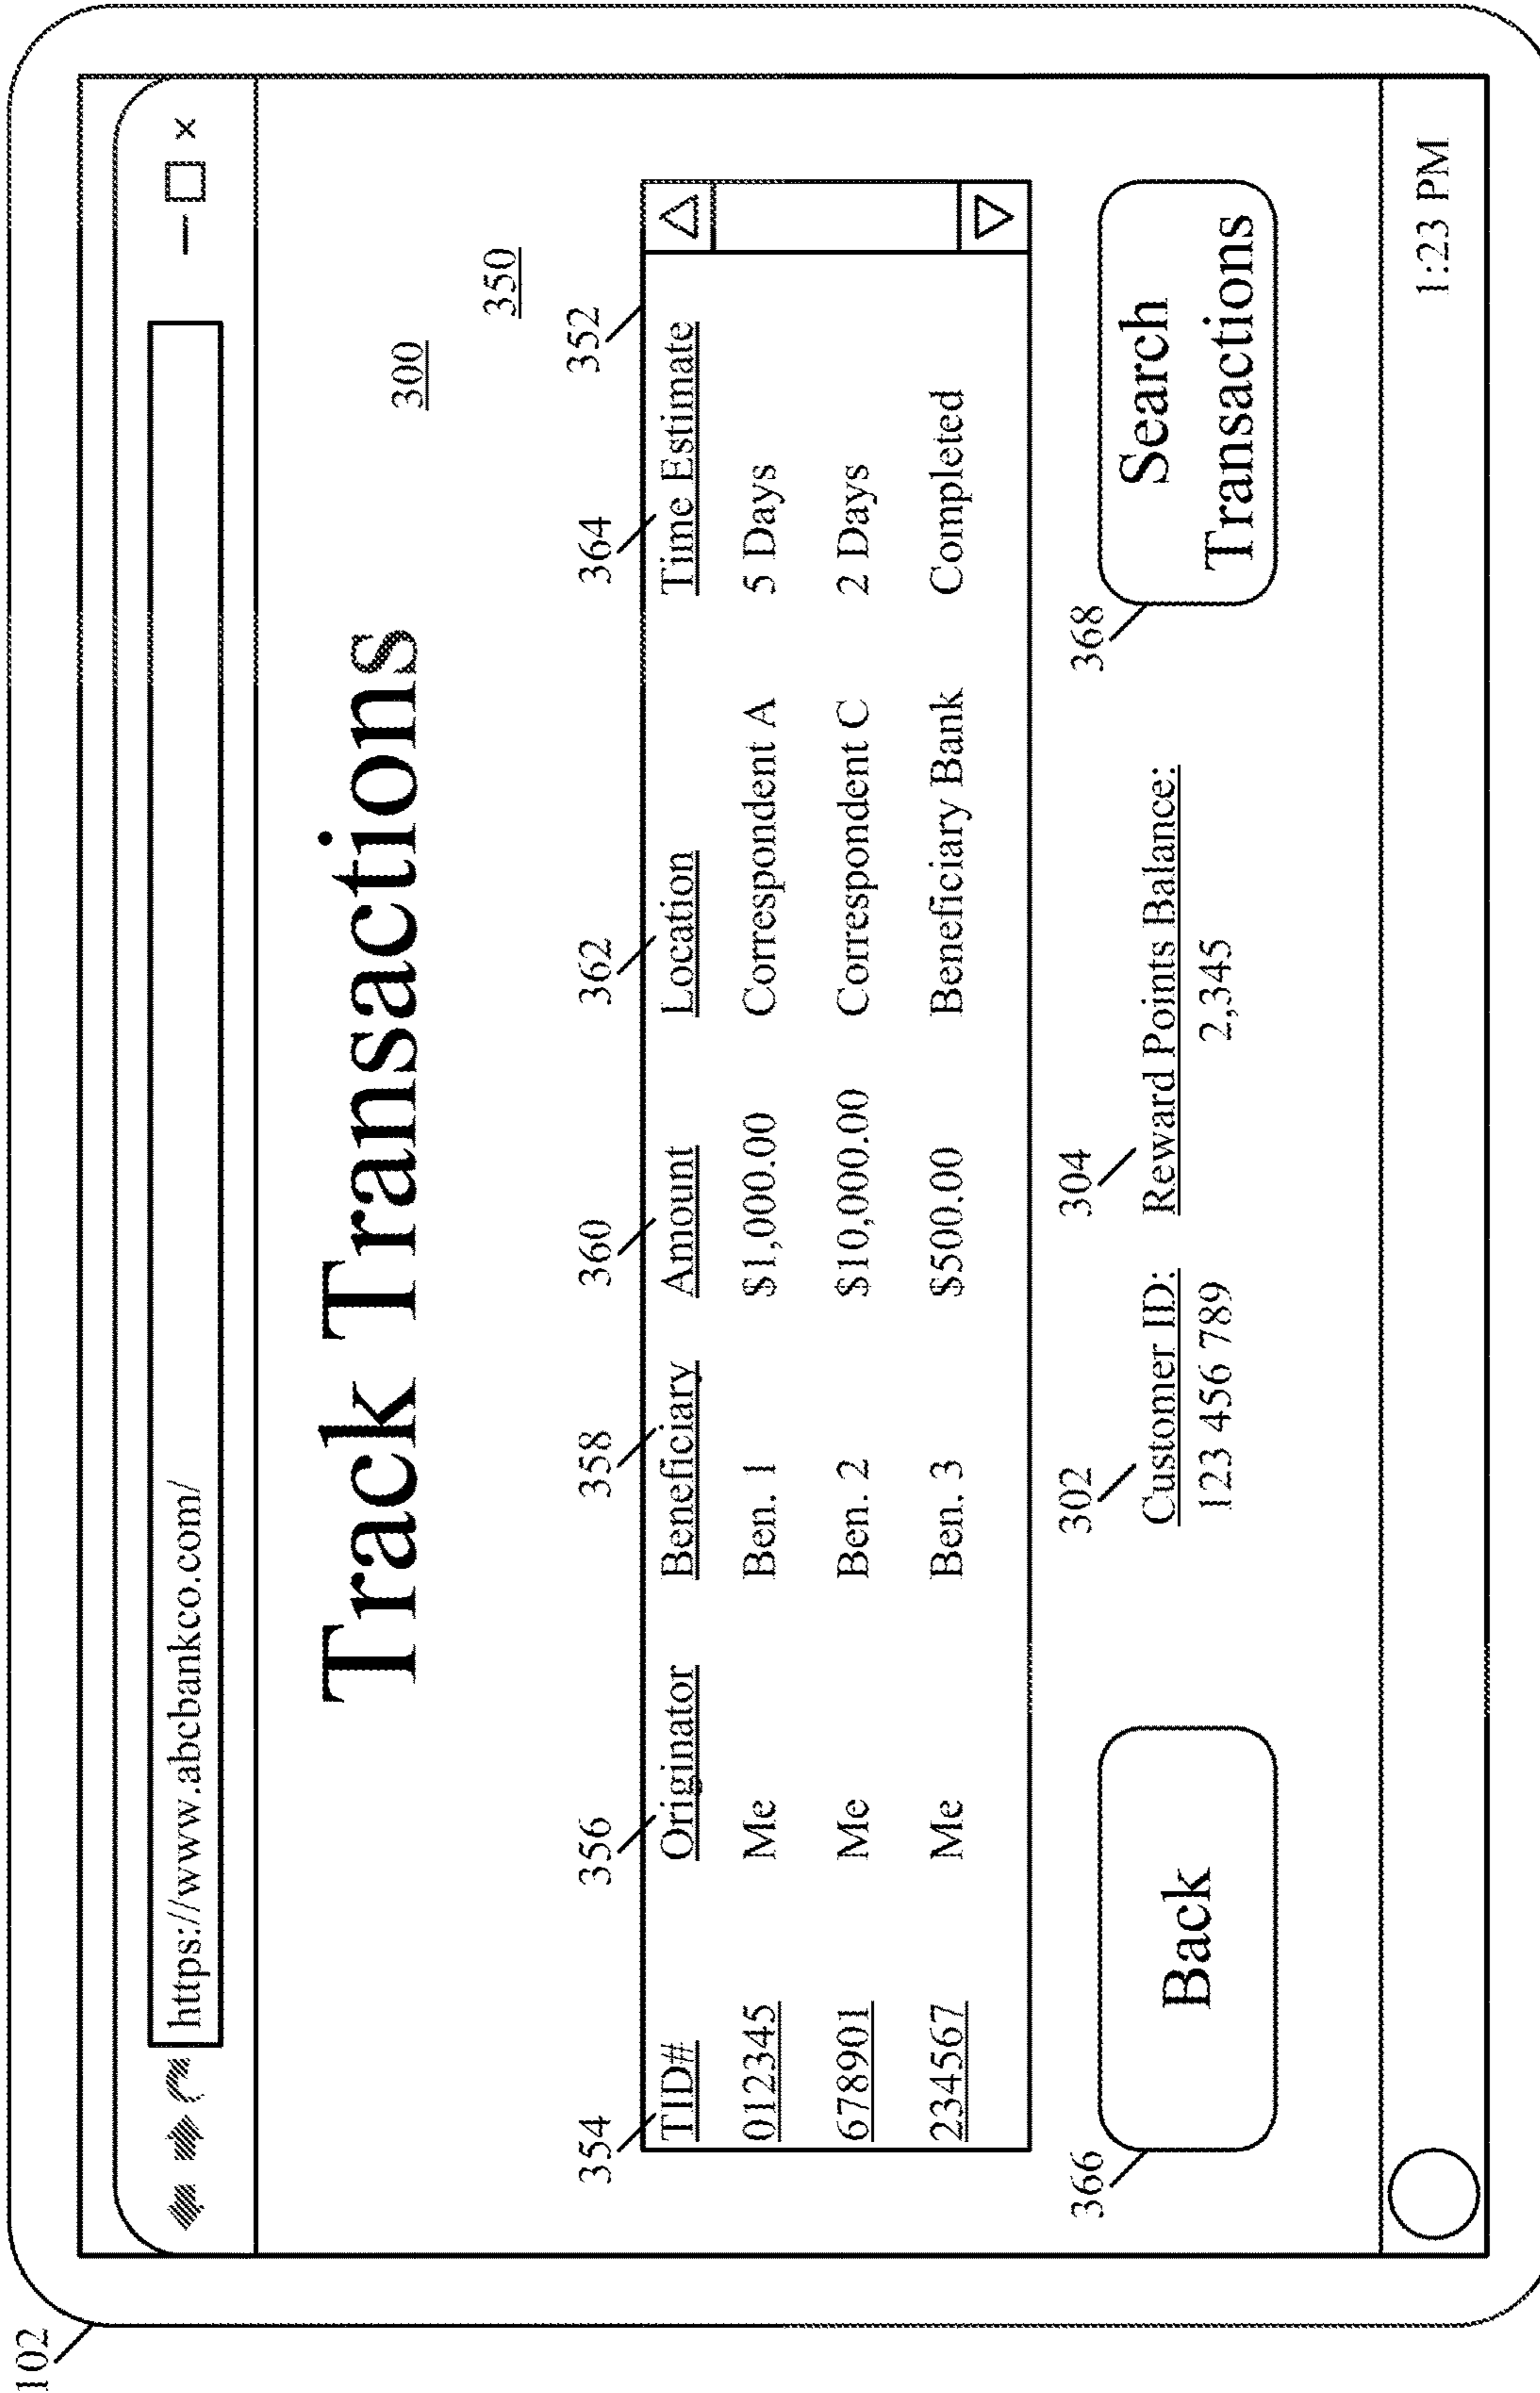 102
https://www.abcbankco.com/
Track Transactions
300
350
354 356 358 360 362 364 352
TID# Originator Beneficiary Amount Location Time Estimate
012345 Me Ben. 1 $1,000.00 Correspondent A 5 Days
678901 Me Ben. 2 $10,000.00 Correspondent C 2 Days
234567 Me Ben. 3 $500.00 Beneficiary Bank Completed
366 302 304 368
Back
Customer ID:
123 456 789
Reward Points Balance:
2,345
Search
Transactions
1:23 PM